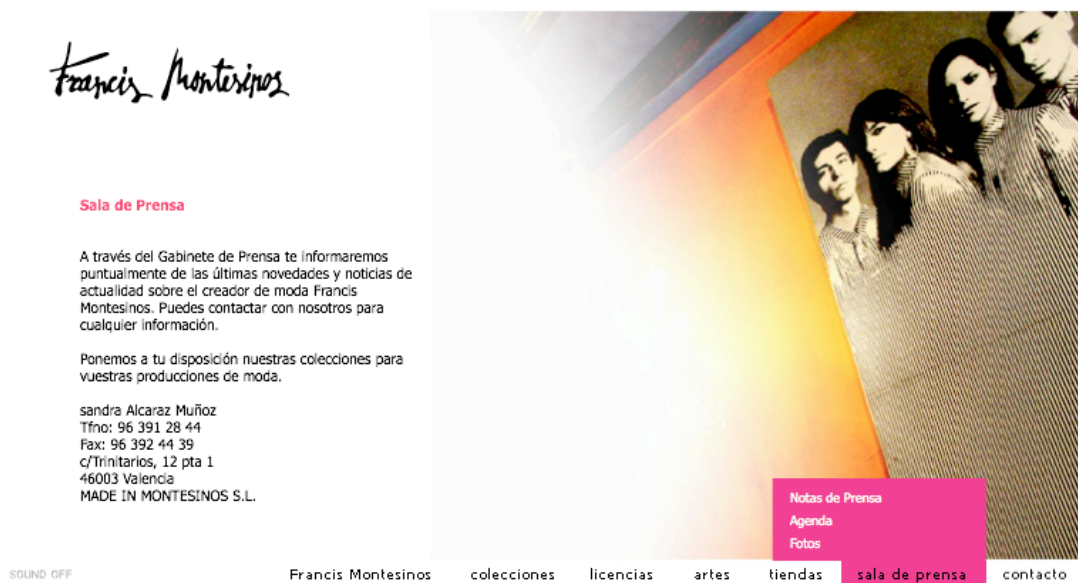 Francis Montesinos
Sala de Prensa
A través del Gabinete de Prensa te informaremos
puntualmente de las últimas novedades y noticias de
actualidad sobre el creador de moda Francis
Montesinos. Puedes contactar con nosotros para
cualquier información.
Ponemos a tu disposición nuestras colecciones para
vuestras producciones de moda.
sandra Alcaraz Muñoz
Tfno: 96 391 28 44
Fax: 96 392 44 39
c/Trinitarios, 12 pta 1
46003 Valencia
MADE IN MONTESINOS S.L.
Notas de Prensa
Agenda
Fotos
SOUND OFF
Francis Montesinos colecciones licencias artes tiendas sala de prensa contacto